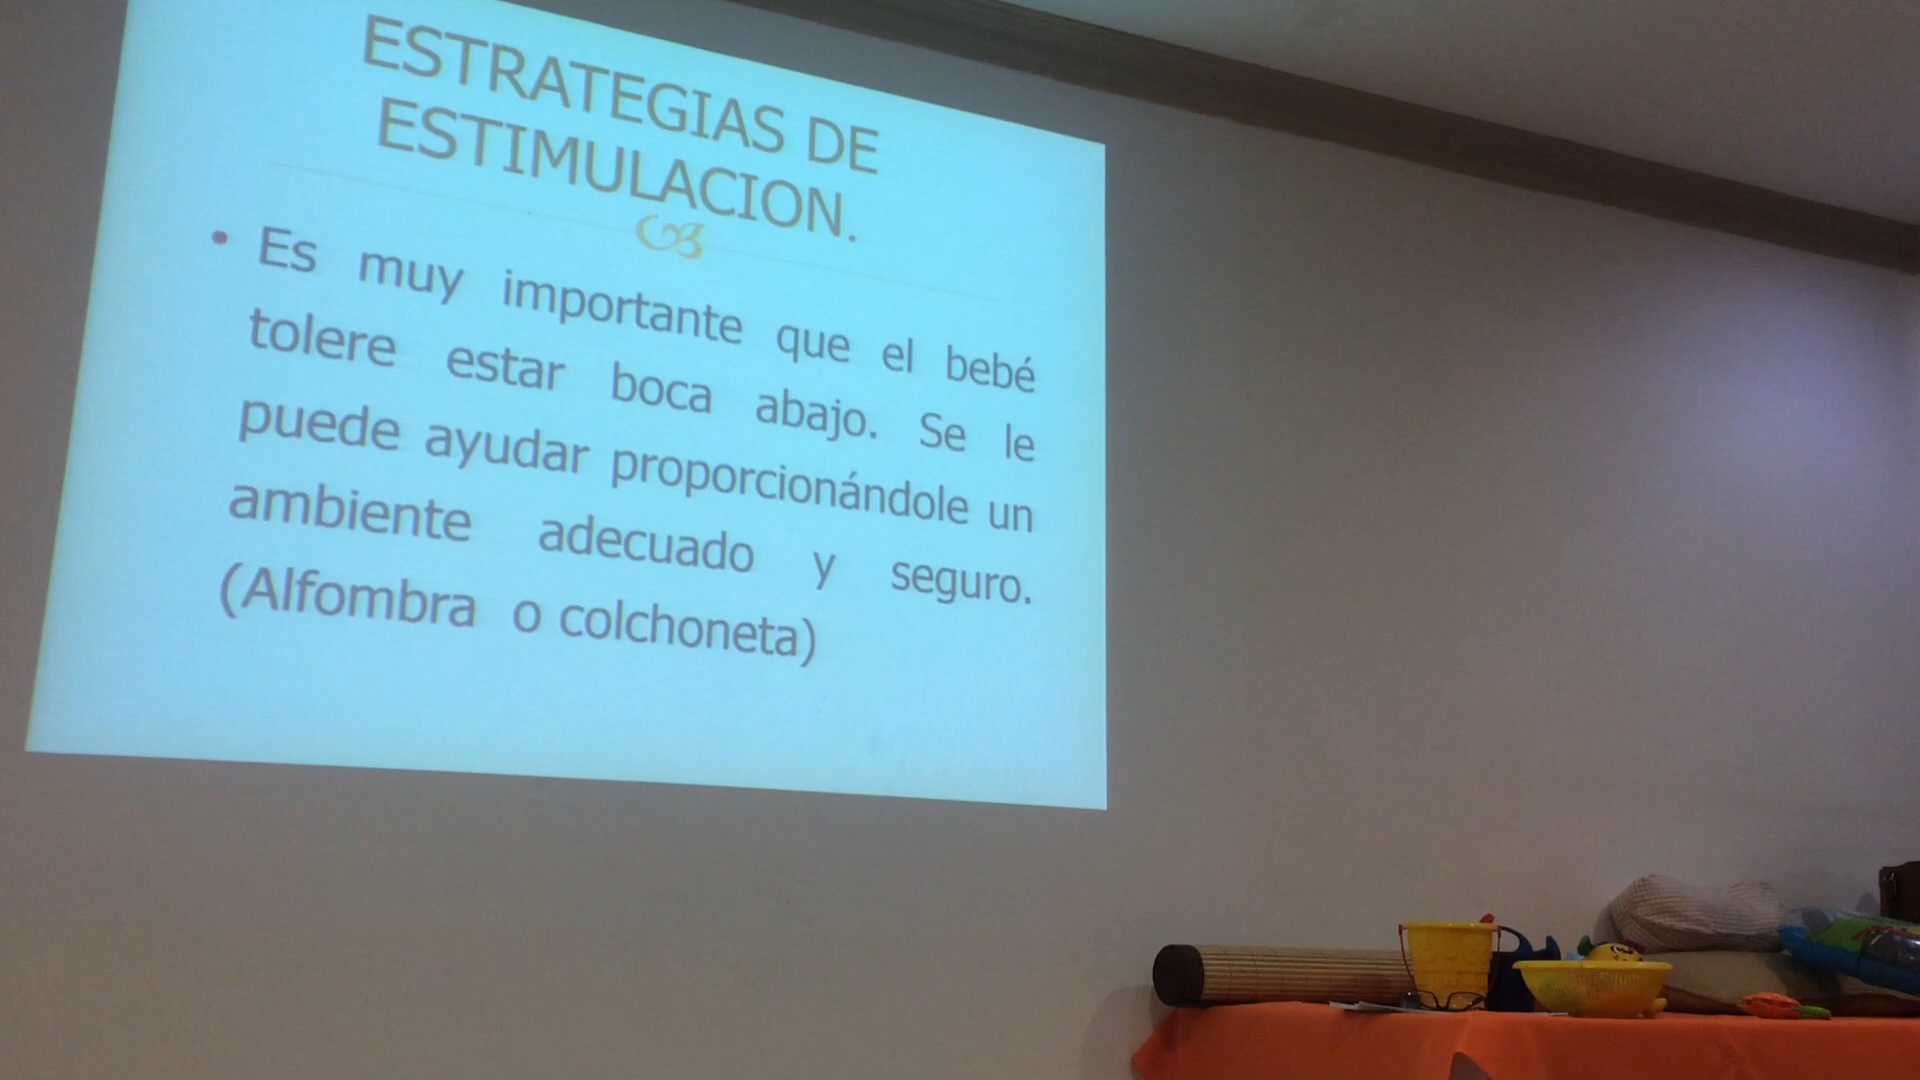 ESTRATEGIAS DE
ESTIMULACION.
• Es muy importante que el bebé
tolere estar boca abajo. Se le
puede ayudar proporcionándole un
ambiente adecuado y seguro.
(Alfombra o colchoneta)